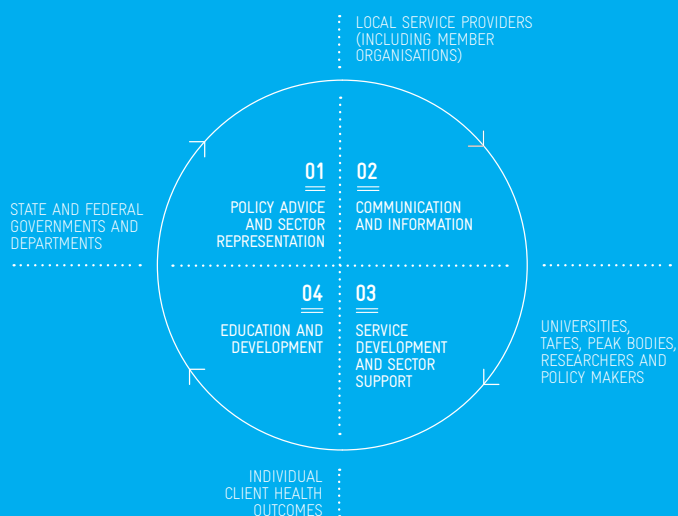 LOCAL SERVICE PROVIDERS
(INCLUDING MEMBER
ORGANISATIONS)
01
POLICY ADVICE
AND SECTOR
REPRESENTATION
02
COMMUNICATION
AND INFORMATION
STATE AND FEDERAL
GOVERNMENTS AND
DEPARTMENTS
04
EDUCATION AND
DEVELOPMENT
03
SERVICE
DEVELOPMENT
AND SECTOR
SUPPORT
UNIVERSITIES,
TAFES, PEAK BODIES,
RESEARCHERS AND
POLICY MAKERS
INDIVIDUAL
CLIENT HEALTH
OUTCOMES